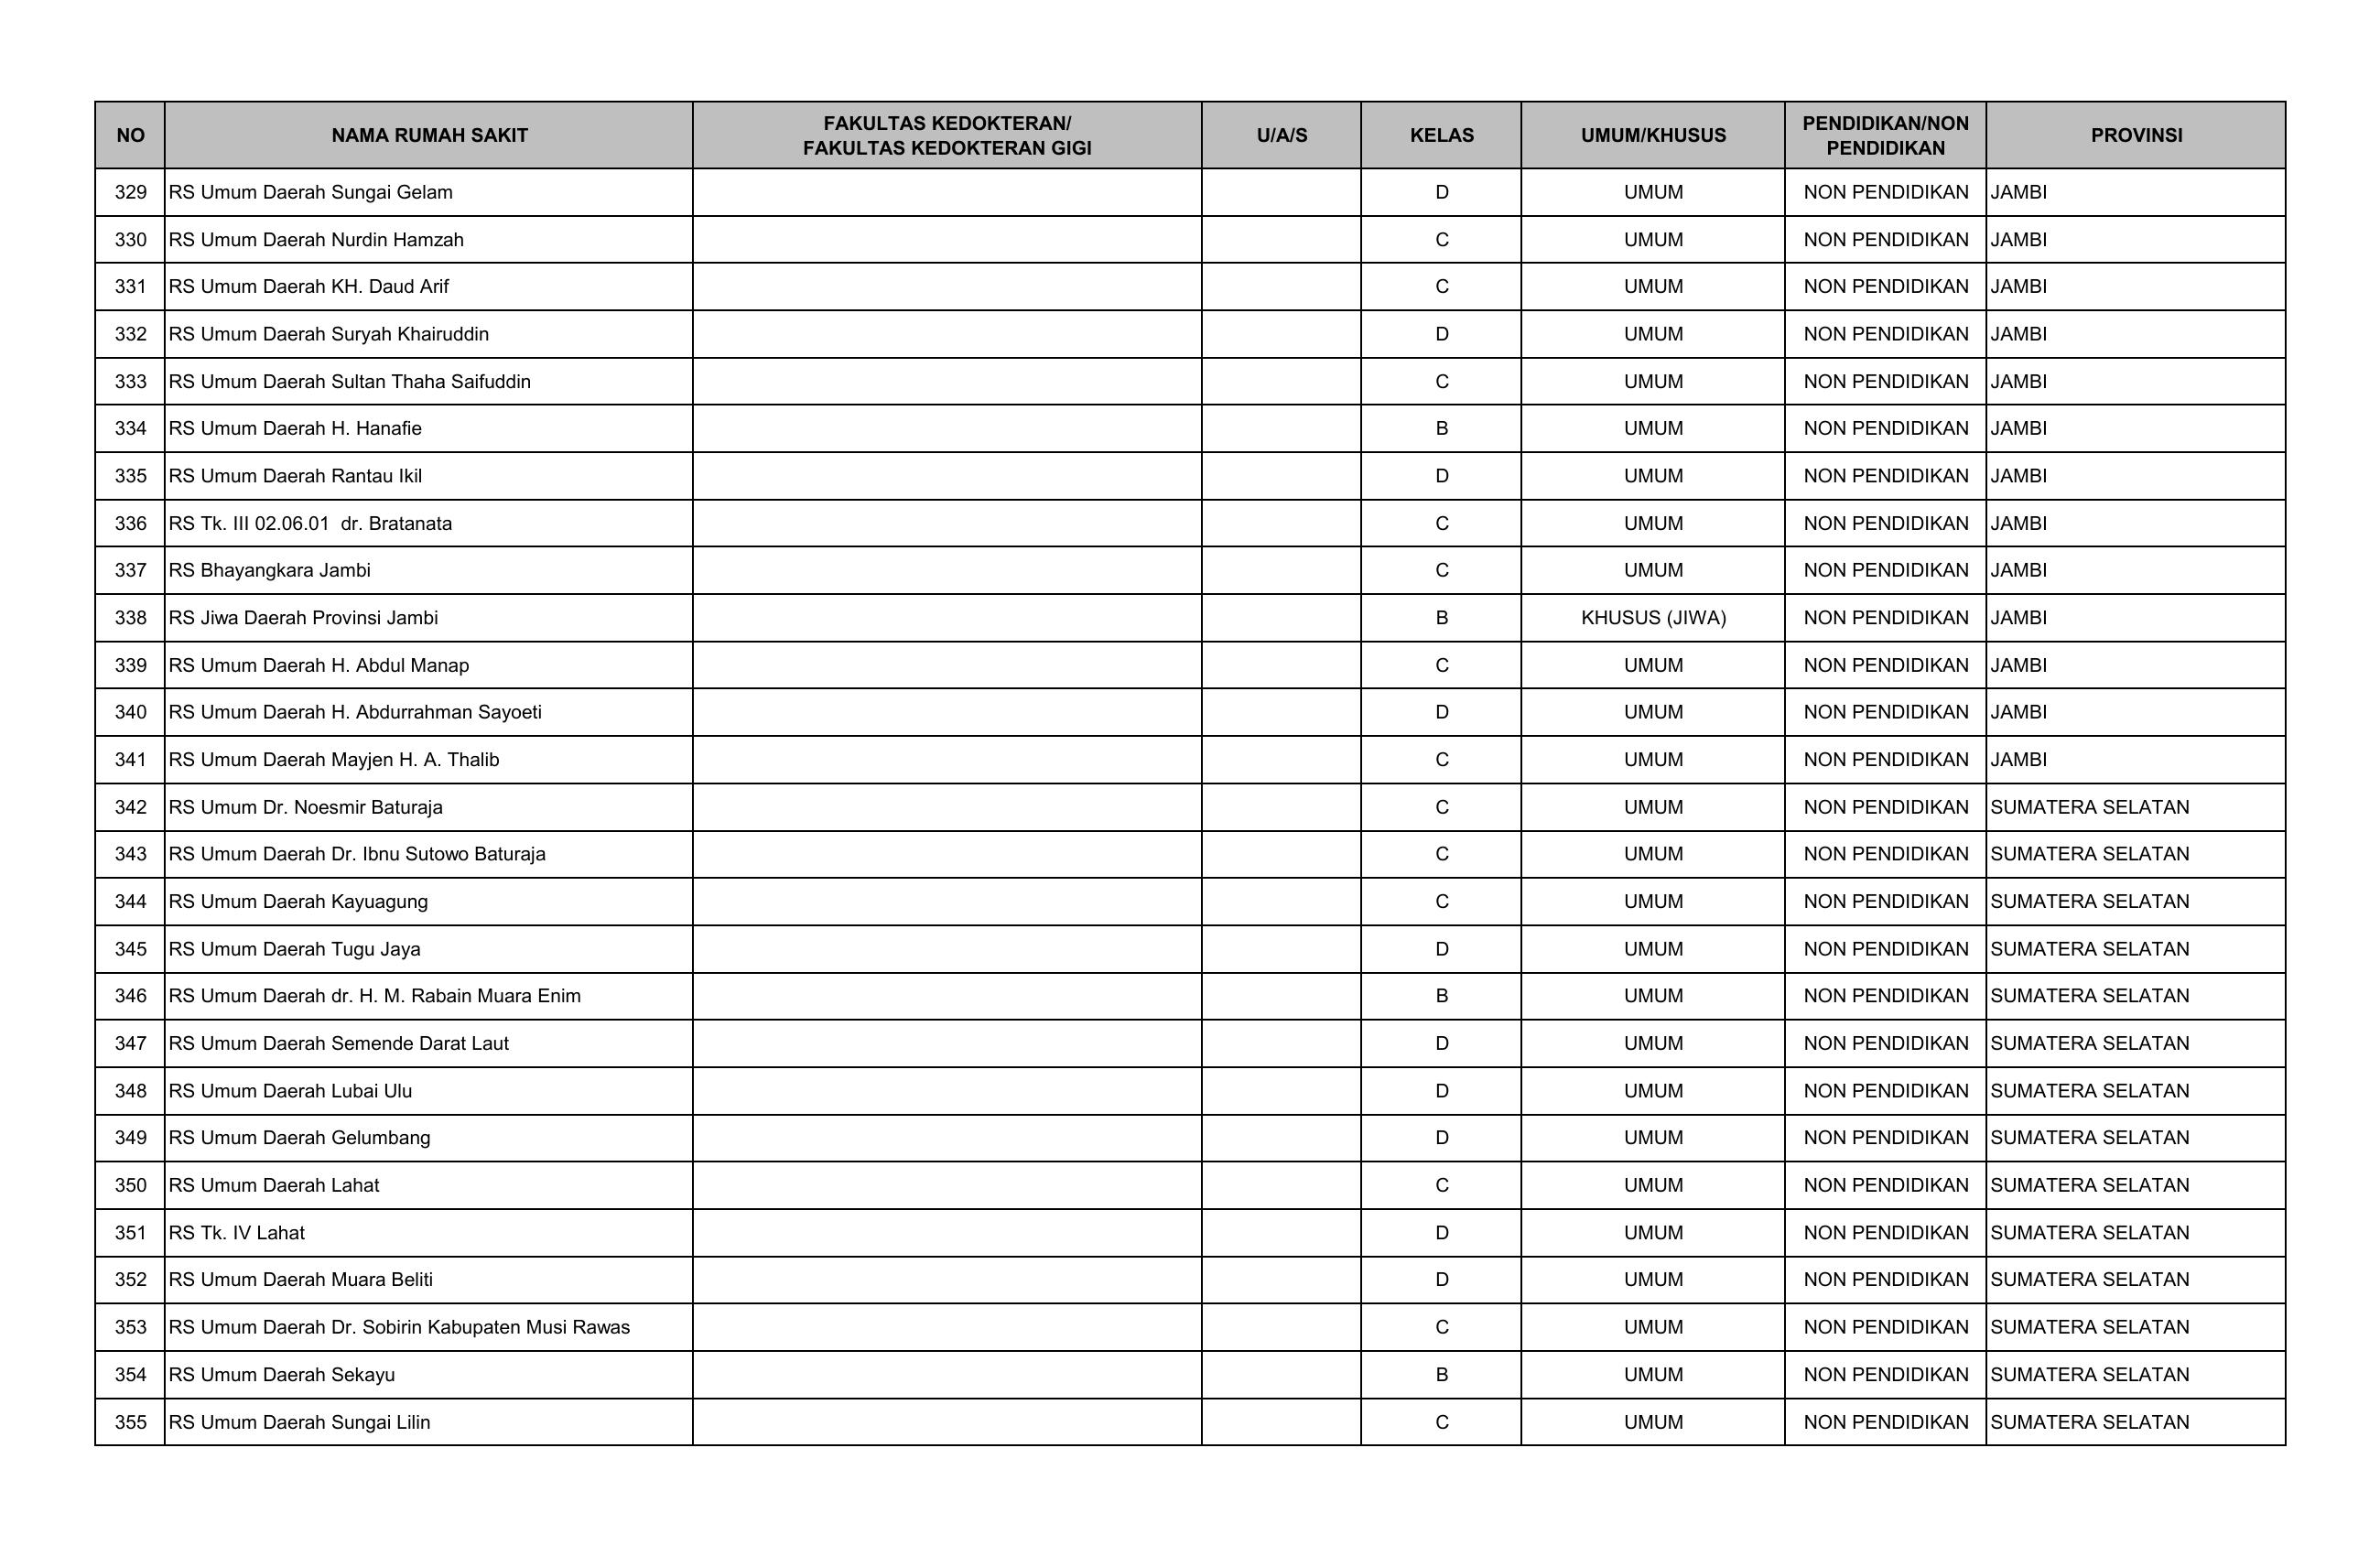 NO NAMA RUMAH SAKIT FAKULTAS KEDOKTERAN/ FAKULTAS KEDOKTERAN GIGI U/A/S KELAS UMUM/KHUSUS PENDIDIKAN/NON PENDIDIKAN PROVINSI
329 RS Umum Daerah Sungai Gelam D UMUM NON PENDIDIKAN JAMBI
330 RS Umum Daerah Nurdin Hamzah C UMUM NON PENDIDIKAN JAMBI
331 RS Umum Daerah KH. Daud Arif C UMUM NON PENDIDIKAN JAMBI
332 RS Umum Daerah Suryah Khairuddin D UMUM NON PENDIDIKAN JAMBI
333 RS Umum Daerah Sultan Thaha Saifuddin C UMUM NON PENDIDIKAN JAMBI
334 RS Umum Daerah H. Hanafie B UMUM NON PENDIDIKAN JAMBI
335 RS Umum Daerah Rantau Ikil D UMUM NON PENDIDIKAN JAMBI
336 RS Tk. III 02.06.01 dr. Bratanata C UMUM NON PENDIDIKAN JAMBI
337 RS Bhayangkara Jambi C UMUM NON PENDIDIKAN JAMBI
338 RS Jiwa Daerah Provinsi Jambi B KHUSUS (JIWA) NON PENDIDIKAN JAMBI
339 RS Umum Daerah H. Abdul Manap C UMUM NON PENDIDIKAN JAMBI
340 RS Umum Daerah H. Abdurrahman Sayoeti D UMUM NON PENDIDIKAN JAMBI
341 RS Umum Daerah Mayjen H. A. Thalib C UMUM NON PENDIDIKAN JAMBI
342 RS Umum Dr. Noesmir Baturaja C UMUM NON PENDIDIKAN SUMATERA SELATAN
343 RS Umum Daerah Dr. Ibnu Sutowo Baturaja C UMUM NON PENDIDIKAN SUMATERA SELATAN
344 RS Umum Daerah Kayuagung C UMUM NON PENDIDIKAN SUMATERA SELATAN
345 RS Umum Daerah Tugu Jaya D UMUM NON PENDIDIKAN SUMATERA SELATAN
346 RS Umum Daerah dr. H. M. Rabain Muara Enim B UMUM NON PENDIDIKAN SUMATERA SELATAN
347 RS Umum Daerah Semende Darat Laut D UMUM NON PENDIDIKAN SUMATERA SELATAN
348 RS Umum Daerah Lubai Ulu D UMUM NON PENDIDIKAN SUMATERA SELATAN
349 RS Umum Daerah Gelumbang D UMUM NON PENDIDIKAN SUMATERA SELATAN
350 RS Umum Daerah Lahat C UMUM NON PENDIDIKAN SUMATERA SELATAN
351 RS Tk. IV Lahat D UMUM NON PENDIDIKAN SUMATERA SELATAN
352 RS Umum Daerah Muara Beliti D UMUM NON PENDIDIKAN SUMATERA SELATAN
353 RS Umum Daerah Dr. Sobirin Kabupaten Musi Rawas C UMUM NON PENDIDIKAN SUMATERA SELATAN
354 RS Umum Daerah Sekayu B UMUM NON PENDIDIKAN SUMATERA SELATAN
355 RS Umum Daerah Sungai Lilin C UMUM NON PENDIDIKAN SUMATERA SELATAN